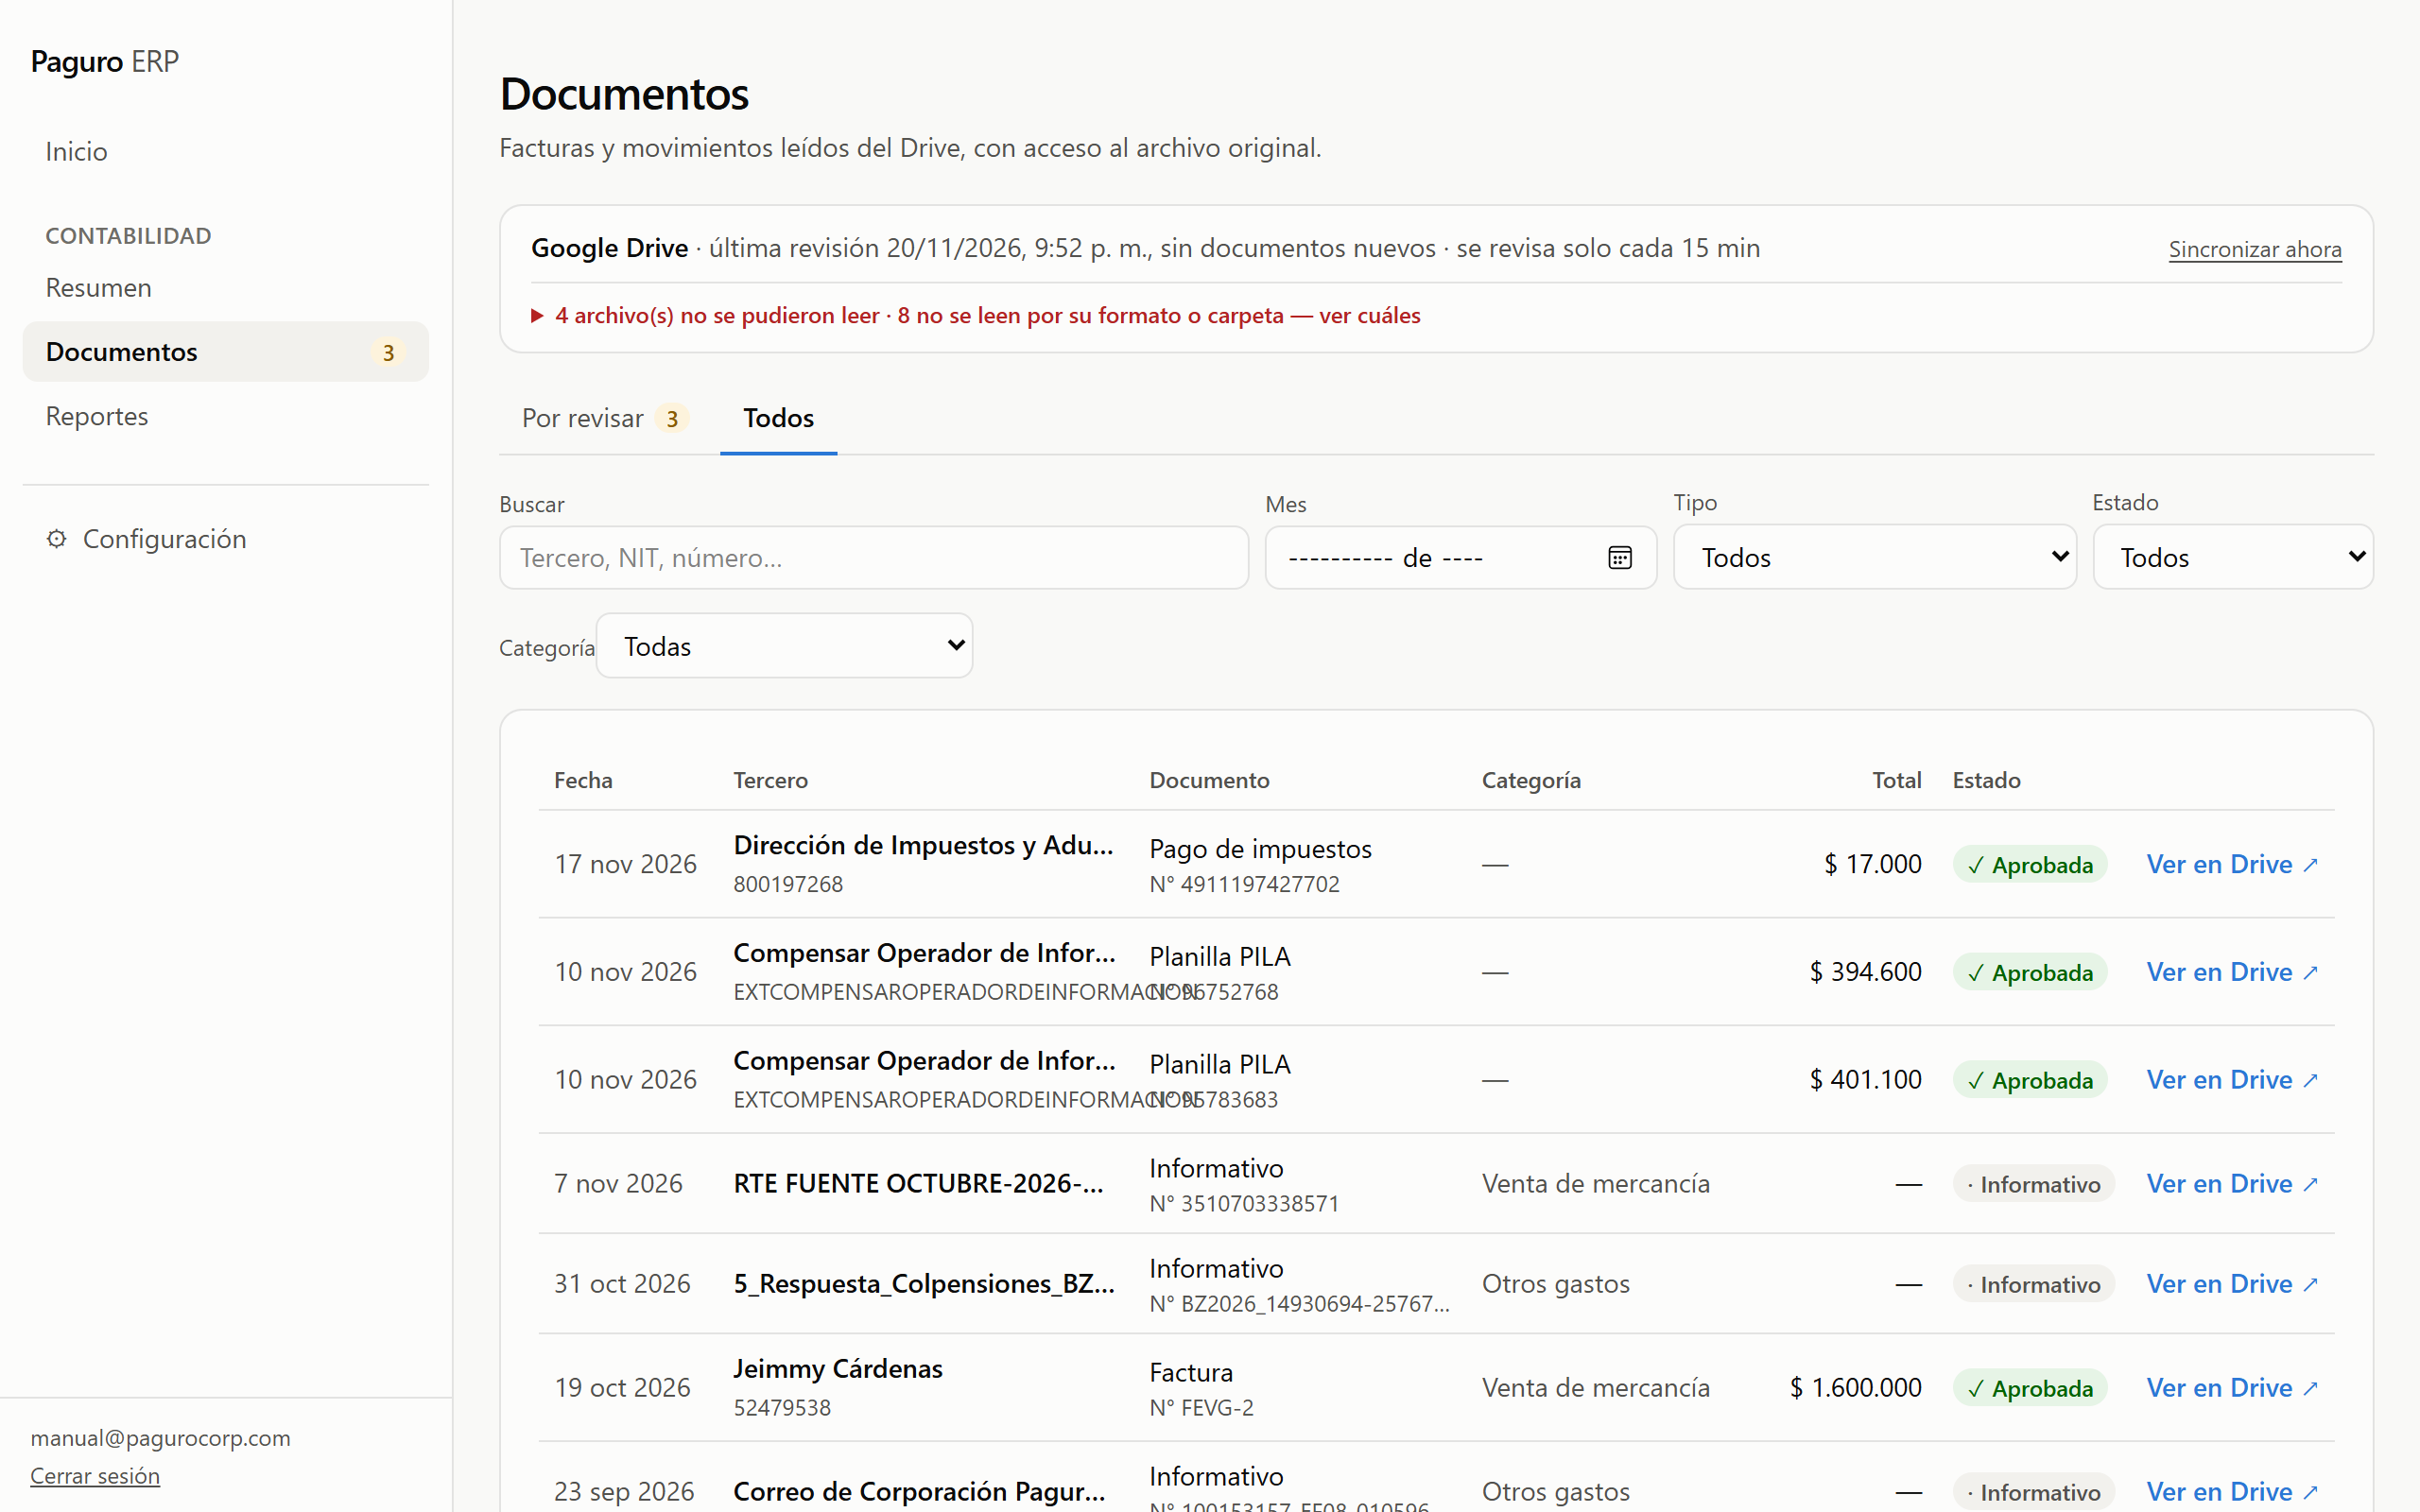 Paguro ERP
Inicio
CONTABILIDAD
Resumen
Documentos 3
Reportes
Configuración
manual@pagurocorp.com
Cerrar sesión
Documentos
Facturas y movimientos leídos del Drive, con acceso al archivo original.
Google Drive · última revisión 20/11/2026, 9:52 p. m., sin documentos nuevos · se revisa solo cada 15 min Sincronizar ahora
4 archivo(s) no se pudieron leer · 8 no se leen por su formato o carpeta — ver cuáles
Por revisar 3 Todos
Buscar Mes Tipo Estado
Tercero, NIT, número... ---------- de ---- Todos Todos
Categoría Todas
Fecha Tercero Documento Categoría Total Estado
17 nov 2026 Dirección de Impuestos y Adu... Pago de impuestos — $ 17.000 ✓ Aprobada Ver en Drive ↗
800197268 N° 4911197427702
10 nov 2026 Compensar Operador de Infor... Planilla PILA — $ 394.600 ✓ Aprobada Ver en Drive ↗
EXTCOMPENSAROPERADORDEINFORMACION N° 96752768
10 nov 2026 Compensar Operador de Infor... Planilla PILA — $ 401.100 ✓ Aprobada Ver en Drive ↗
EXTCOMPENSAROPERADORDEINFORMACION N° 95783683
7 nov 2026 RTE FUENTE OCTUBRE-2026-... Informativo Venta de mercancía — · Informativo Ver en Drive ↗
N° 3510703338571
31 oct 2026 5_Respuesta_Colpensiones_BZ... Informativo Otros gastos — · Informativo Ver en Drive ↗
N° BZ2026_14930694-25767...
19 oct 2026 Jeimmy Cárdenas Factura Venta de mercancía $ 1.600.000 ✓ Aprobada Ver en Drive ↗
52479538 N° FEVG-2
23 sep 2026 Correo de Corporación Pagur... Informativo Otros gastos — · Informativo Ver en Drive ↗